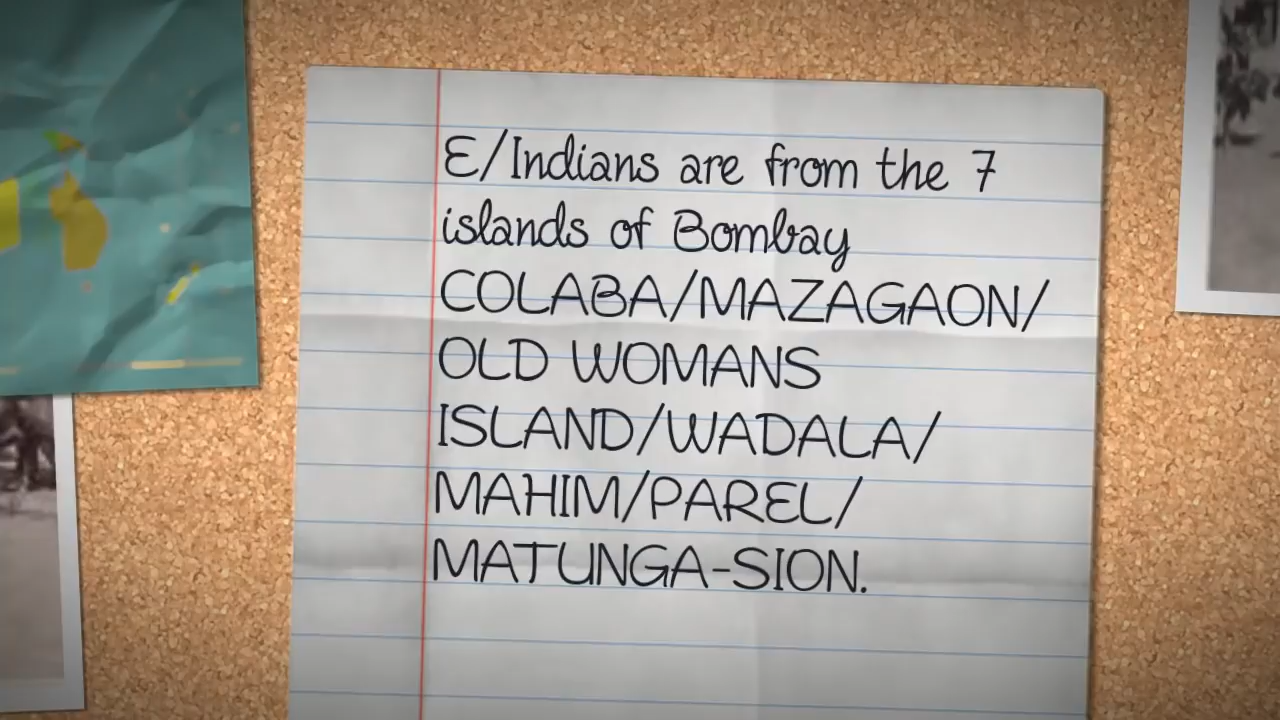 E/Indians are from the 7
islands of Bombay
COLABA/MAZAGAON/
OLD WOMANS
ISLAND/WADALA/
MAHIM/PAREL/
MATUNGA-SION.